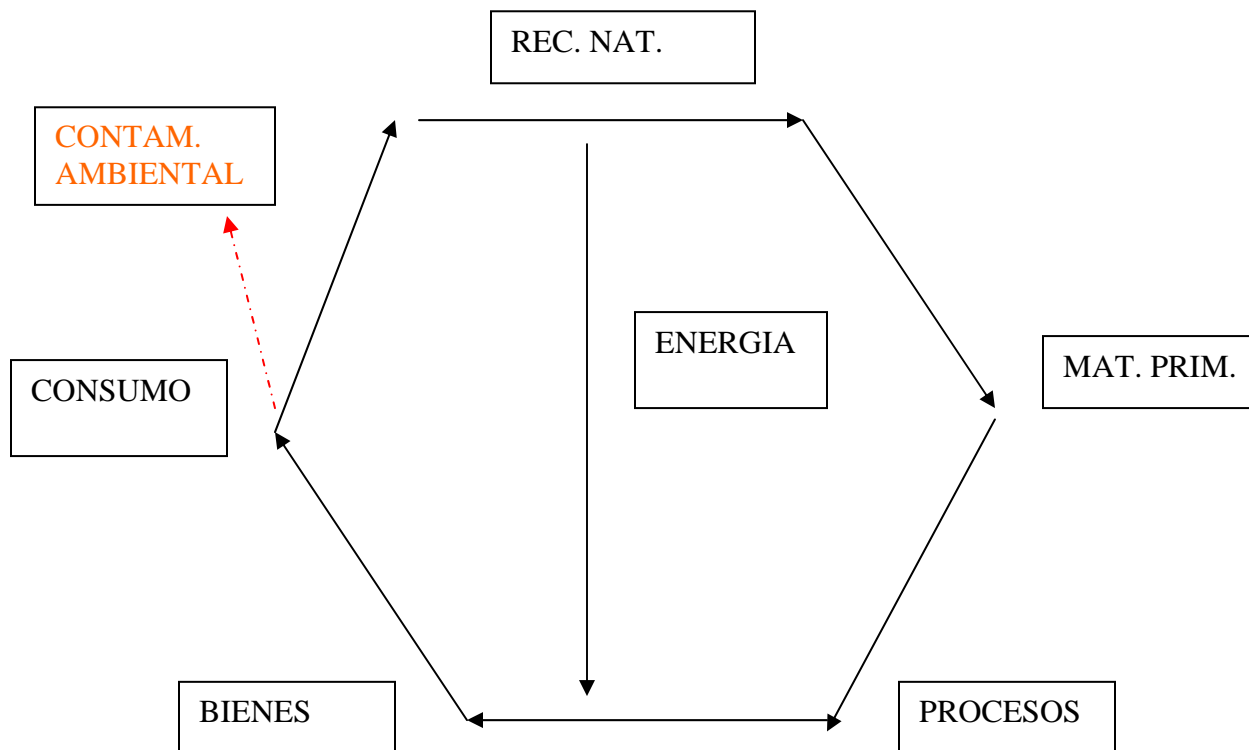 REC. NAT.
CONTAM.
AMBIENTAL
ENERGIA
MAT. PRIM.
CONSUMO
BIENES
PROCESOS